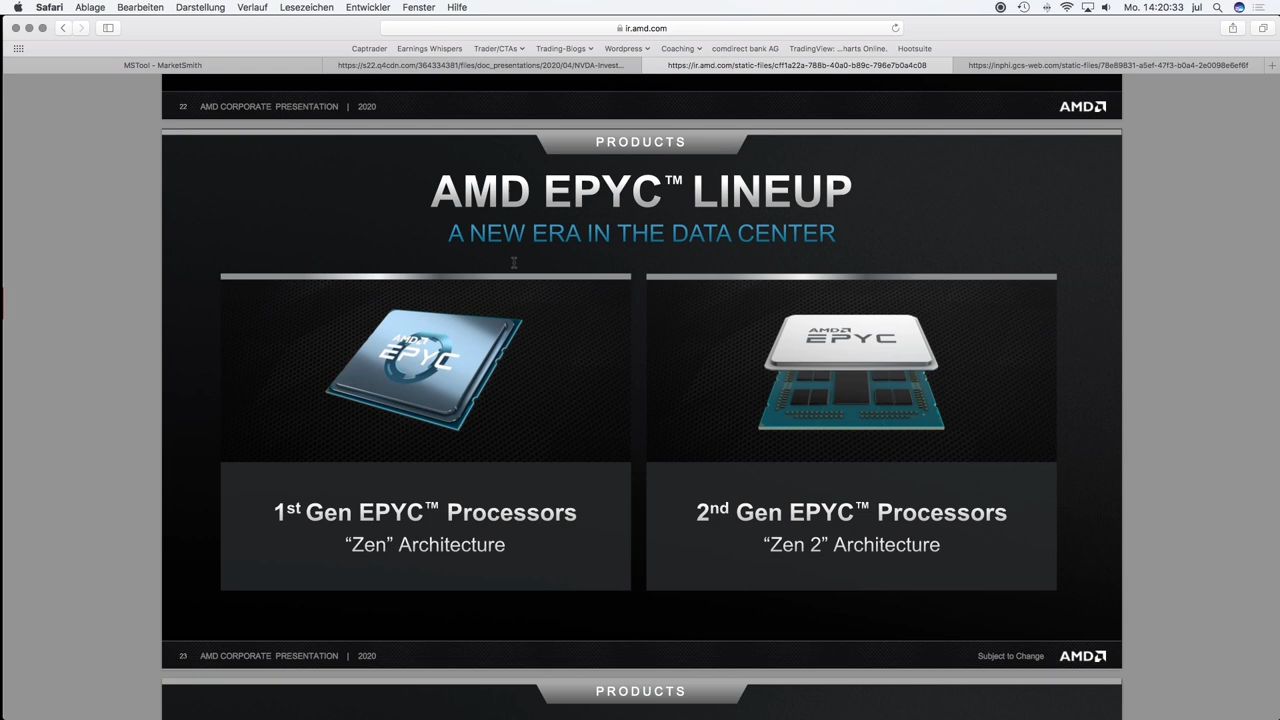 Safari Ablage Bearbeiten Darstellung Verlauf Lesezeichen Entwickler Fenster Hilfe Mo. 14:20:33 jul
ir.amd.com
Captrader Earnings Whispers Trader/CTAs Trading-Blogs Wordpress Coaching comdirect bank AG TradingView: ...harts Online. Hootsuite
MSTool - MarketSmith https://s22.q4cdn.com/364334381/files/doc_presentations/2020/04/NVDA-Invest... https://ir.amd.com/static-files/cff1a22a-788b-40a0-b89c-796e7b0a4c08 https://inphi.gcs-web.com/static-files/78e89831-a5ef-47f3-b0a4-2e0098e6ef6f
22 AMD CORPORATE PRESENTATION | 2020 AMD
PRODUCTS
AMD EPYC™ LINEUP
A NEW ERA IN THE DATA CENTER
AMD
EPYC
AMD
EPYC
1st Gen EPYC™ Processors
"Zen" Architecture
2nd Gen EPYC™ Processors
"Zen 2" Architecture
23 AMD CORPORATE PRESENTATION | 2020 Subject to Change AMD
PRODUCTS